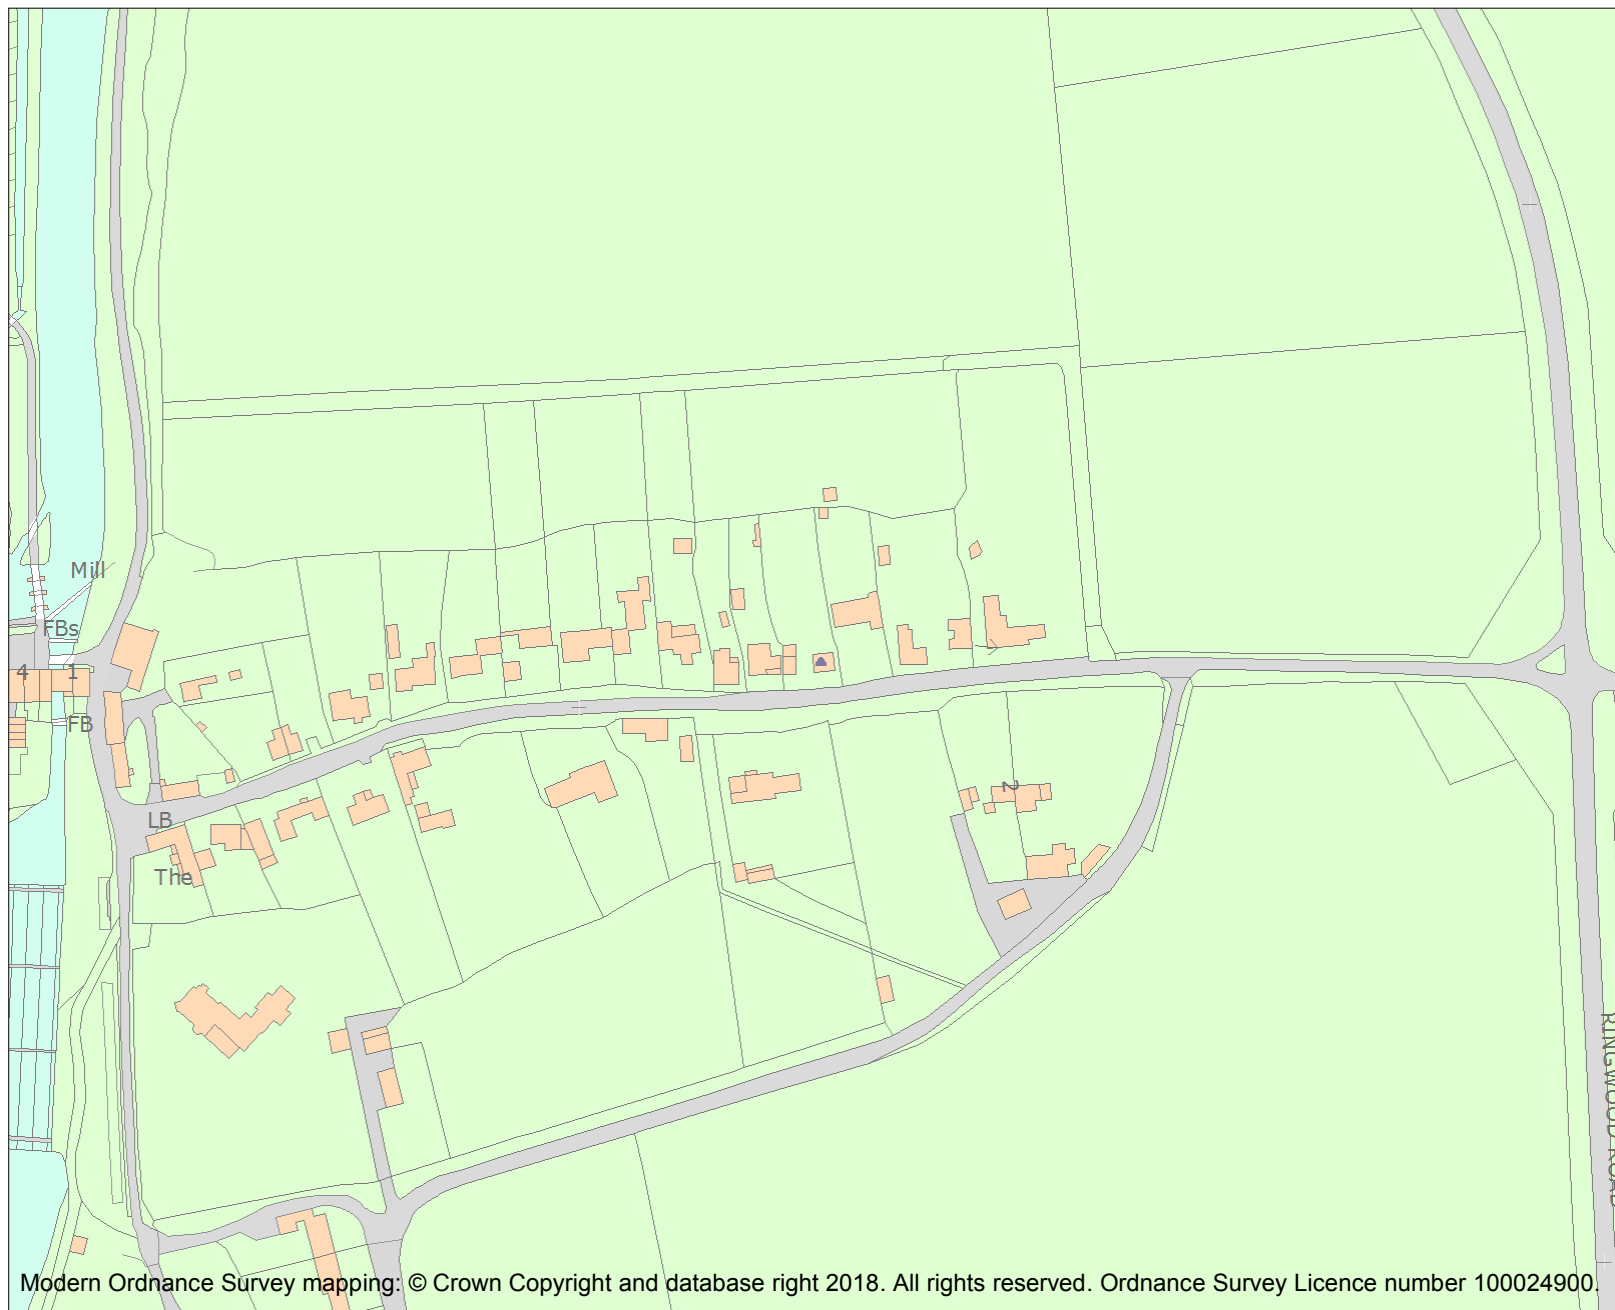 Mill
FBs
4
1
FB
LB
The
2
RINGWOOD ROAD
Modern Ordnance Survey mapping: © Crown Copyright and database right 2018. All rights reserved. Ordnance Survey Licence number 100024900.